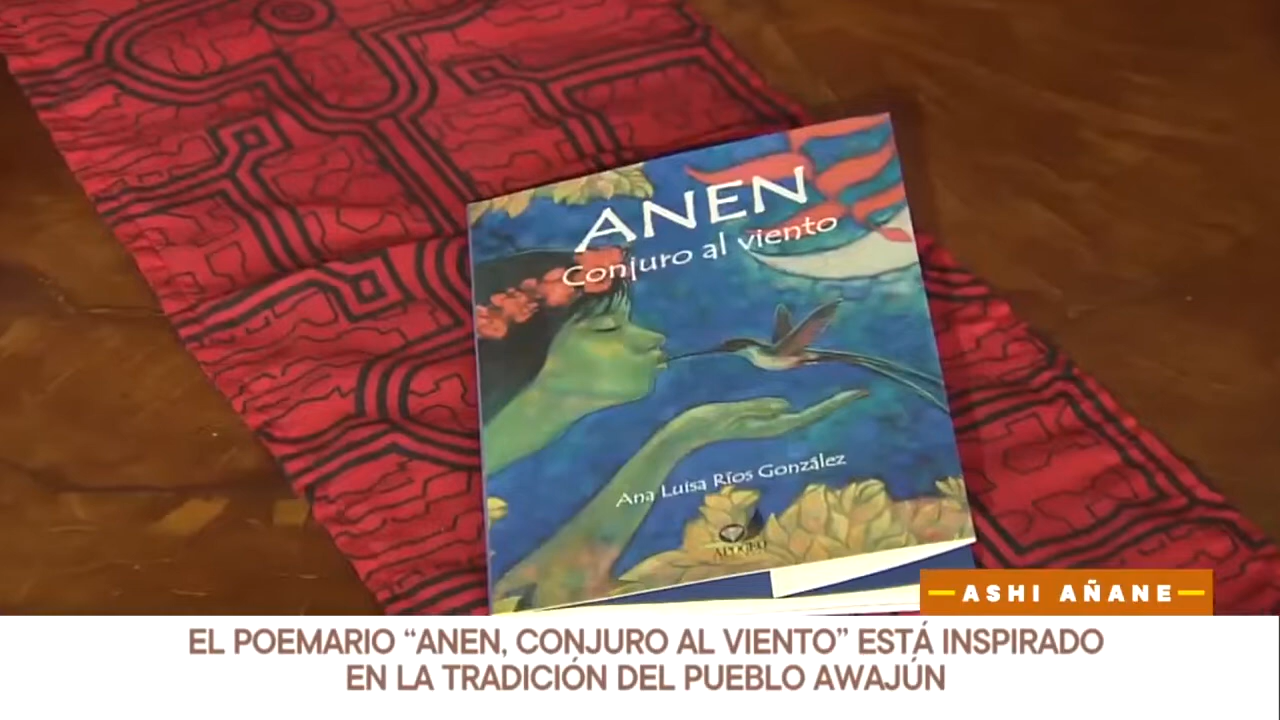 ANEN
Conjuro al viento
Ana Luisa Ríos González
APOGEO
ASHI AÑANE
EL POEMARIO “ANEN, CONJURO AL VIENTO” ESTÁ INSPIRADO
EN LA TRADICIÓN DEL PUEBLO AWAJÚN